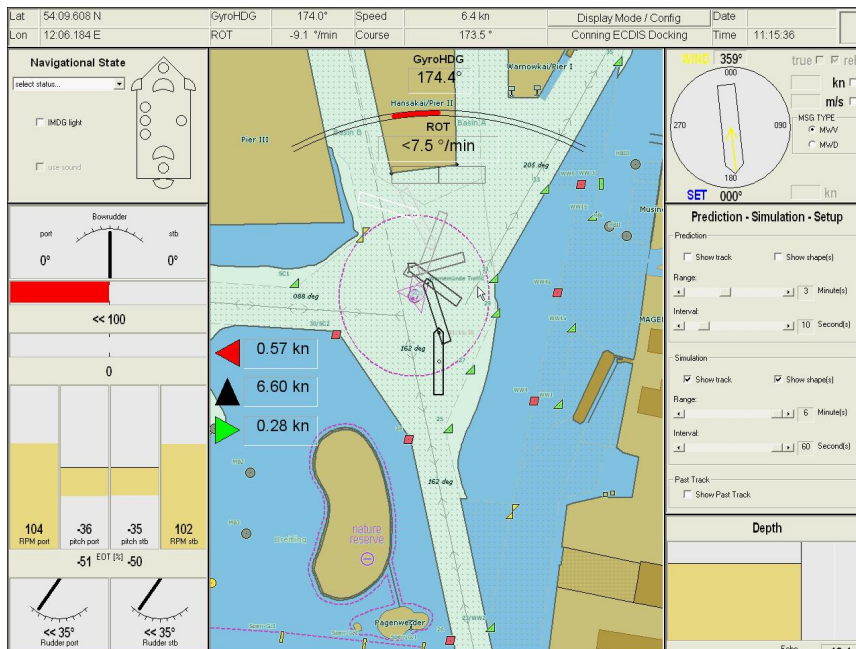 Lat 54:09.608 N GyroHDG 174.0° Speed 6.4 kn Display Mode / Config Date
Lon 12:06.184 E ROT -9.1 °/min Course 173.5 ° Conning ECDIS Docking Time 11:15:36
Navigational State
select status...
IMDG light
use sound
Bowrudder
port stb
0° 0°
<< 100
0
104 -36 -35 102
RPM port pitch port pitch stb RPM stb
-51 EOT [%] -50
<< 35° << 35°
Rudder port Rudder stb
GyroHDG
174.4°
Warnowkai/Pier I
Hansakai/Pier II
ROT
<7.5 °/min
Basin B
Basin A
Pier III
205 deg
33
088 deg
162 deg
0.57 kn
6.60 kn
0.28 kn
25
162 deg
Breitling
nature
reserve
Pagenwerder
WIND 359°
true rel
000
kn
m/s
270 090
MSG TYPE
MWV
MWD
180
SET 000° kn
Prediction - Simulation - Setup
Prediction
Show track Show shape(s)
Range:
3 Minute(s)
Interval:
10 Second(s)
Simulation
Show track Show shape(s)
Range:
6 Minute(s)
Interval:
60 Second(s)
Past Track
Show Past Track
Depth